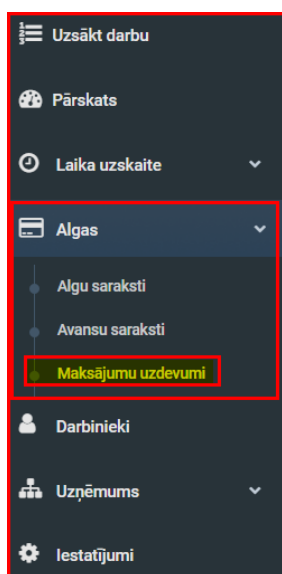 Uzsākt darbu
Pārskats
Laika uzskaite
Algas
Algu saraksti
Avansu saraksti
Maksājumu uzdevumi
Darbinieki
Uzņēmums
Iestatījumi